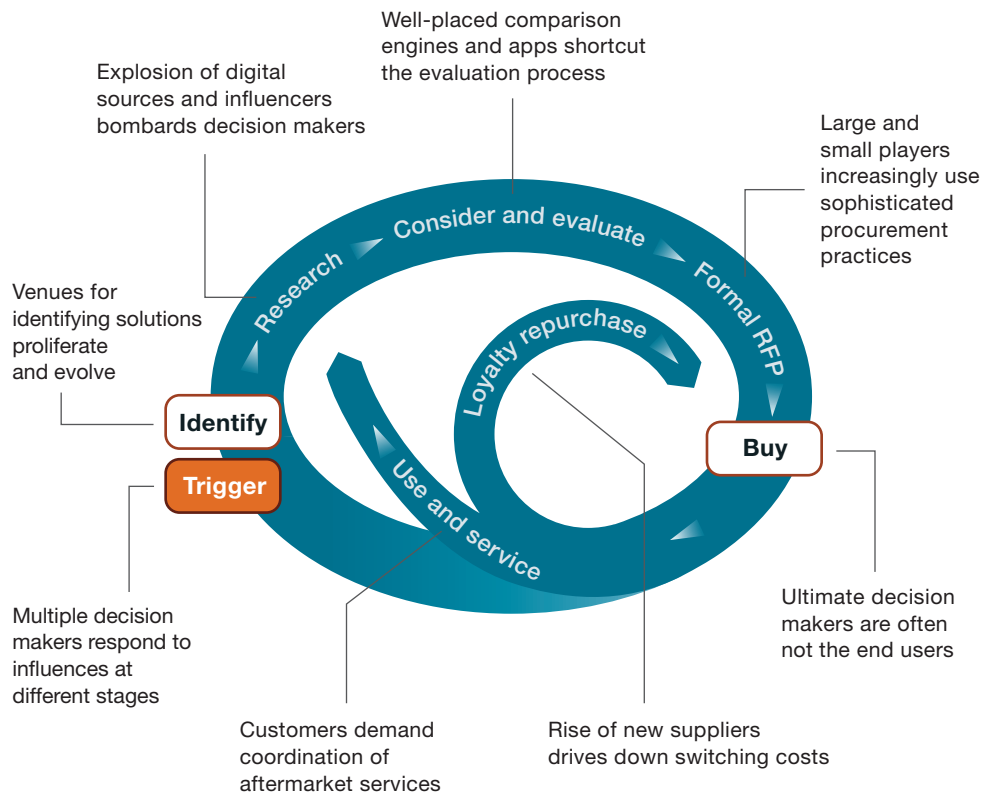 Well-placed comparison
engines and apps shortcut
the evaluation process
Explosion of digital
sources and influencers
bombards decision makers
Large and
small players
increasingly use
sophisticated
procurement
practices
Venues for
identifying solutions
proliferate
and evolve
Research
Consider and evaluate
Formal RFP
Loyalty repurchase
Use and service
Identify
Trigger
Buy
Multiple decision
makers respond to
influences at
different stages
Ultimate decision
makers are often
not the end users
Customers demand
coordination of
aftermarket services
Rise of new suppliers
drives down switching costs